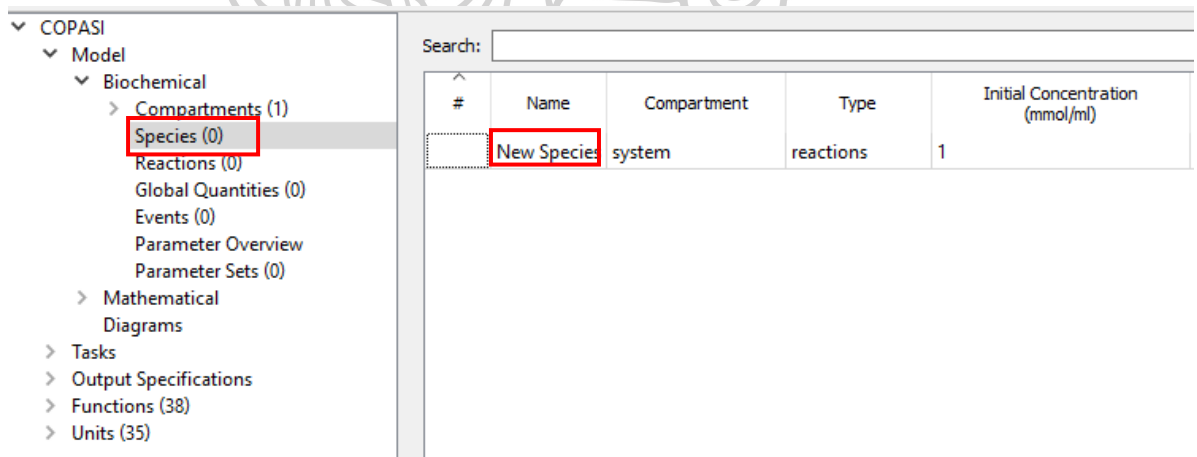 COPASI
Model
Biochemical
Compartments (1)
Species (0)
Reactions (0)
Global Quantities (0)
Events (0)
Parameter Overview
Parameter Sets (0)
Mathematical
Diagrams
Tasks
Output Specifications
Functions (38)
Units (35)
Search:
# Name Compartment Type Initial Concentration
(mmol/ml)
New Species system reactions 1